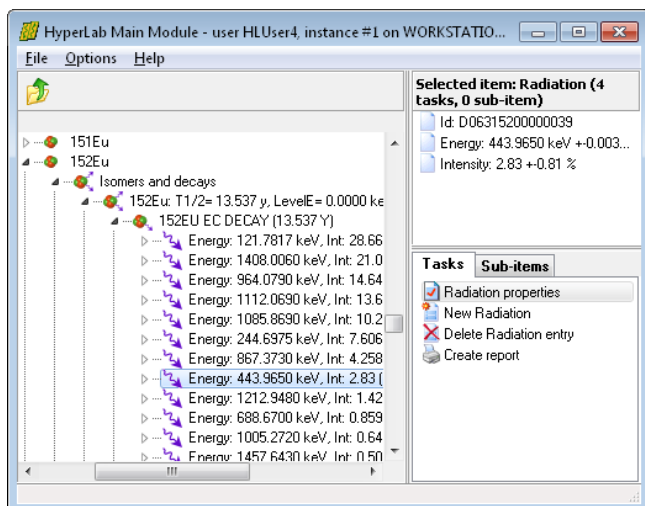 HyperLab Main Module - user HLUser4, instance #1 on WORKSTATIO...
File Options Help
151Eu
152Eu
Isomers and decays
152Eu: T1/2= 13.537 y, LevelE= 0.0000 ke
152EU EC DECAY (13.537 Y)
Energy: 121.7817 keV, Int: 28.66
Energy: 1408.0060 keV, Int: 21.0
Energy: 964.0790 keV, Int: 14.64
Energy: 1112.0690 keV, Int: 13.6
Energy: 1085.8690 keV, Int: 10.2
Energy: 244.6975 keV, Int: 7.606
Energy: 867.3730 keV, Int: 4.258
Energy: 443.9650 keV, Int: 2.83 (
Energy: 1212.9480 keV, Int: 1.42
Energy: 688.6700 keV, Int: 0.859
Energy: 1005.2720 keV, Int: 0.64
Energy: 1457.6430 keV, Int: 0.50
Selected item: Radiation (4
tasks, 0 sub-item)
Id: D06315200000039
Energy: 443.9650 keV +-0.003...
Intensity: 2.83 +-0.81 %
Tasks Sub-items
Radiation properties
New Radiation
Delete Radiation entry
Create report